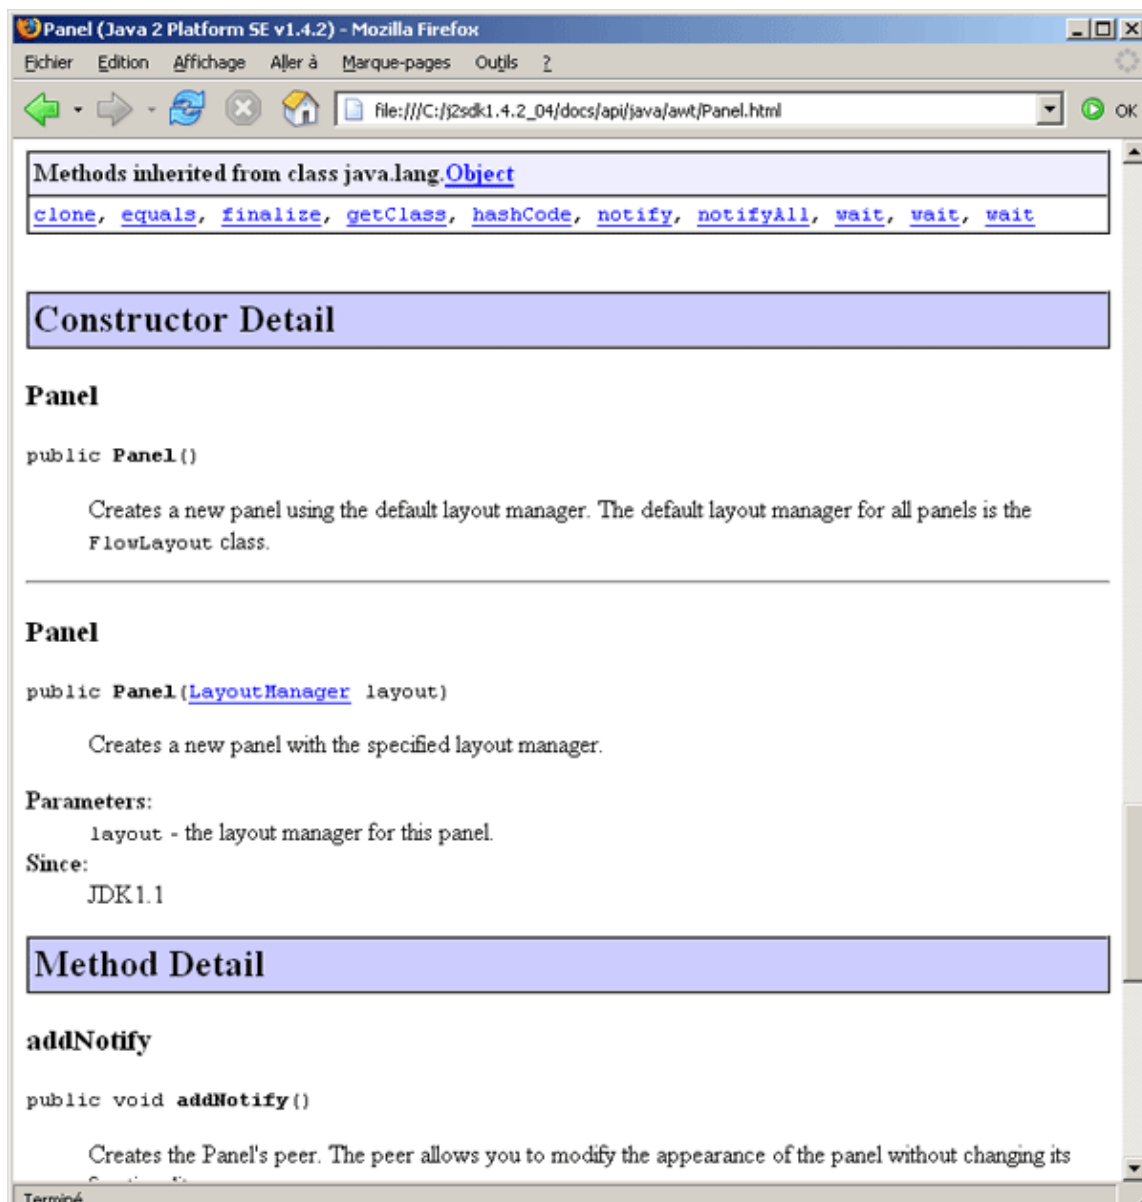 Panel (Java 2 Platform SE v1.4.2) - Mozilla Firefox
Fichier Edition Affichage Aller à Marque-pages Outils ?
file:///C:/j2sdk1.4.2_04/docs/api/java/awt/Panel.html OK
Methods inherited from class java.lang.Object
clone, equals, finalize, getClass, hashCode, notify, notifyAll, wait, wait, wait
Constructor Detail
Panel
public Panel()
Creates a new panel using the default layout manager. The default layout manager for all panels is the
FlowLayout class.
Panel
public Panel(LayoutManager layout)
Creates a new panel with the specified layout manager.
Parameters:
layout - the layout manager for this panel.
Since:
JDK1.1
Method Detail
addNotify
public void addNotify()
Creates the Panel's peer. The peer allows you to modify the appearance of the panel without changing its
Terminé